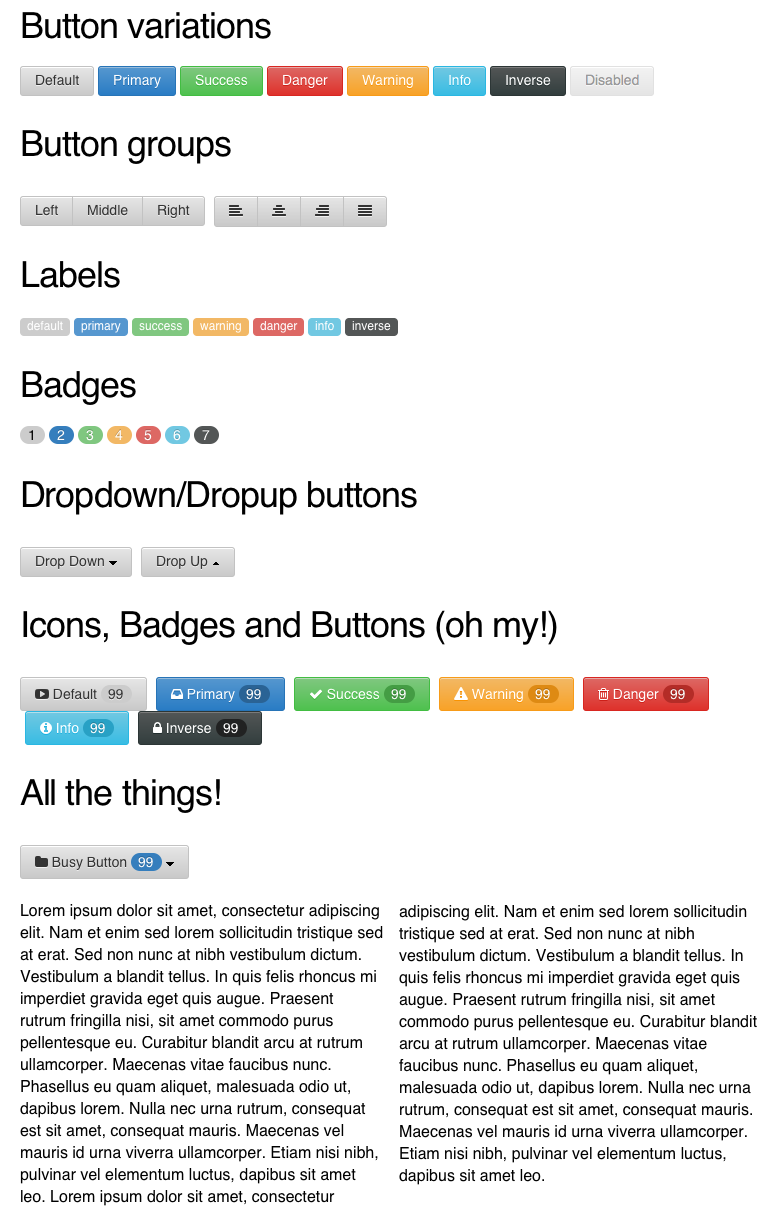 Button variations
Default Primary Success Danger Warning Info Inverse Disabled
Button groups
Left Middle Right
Labels
default primary success warning danger info inverse
Badges
1 2 3 4 5 6 7
Dropdown/Dropup buttons
Drop Down Drop Up
Icons, Badges and Buttons (oh my!)
Default 99 Primary 99 Success 99 Warning 99 Danger 99
Info 99 Inverse 99
All the things!
Busy Button 99
Lorem ipsum dolor sit amet, consectetur adipiscing
elit. Nam et enim sed lorem sollicitudin tristique sed
at erat. Sed non nunc at nibh vestibulum dictum.
Vestibulum a blandit tellus. In quis felis rhoncus mi
imperdiet gravida eget quis augue. Praesent
rutrum fringilla nisi, sit amet commodo purus
pellentesque eu. Curabitur blandit arcu at rutrum
ullamcorper. Maecenas vitae faucibus nunc.
Phasellus eu quam aliquet, malesuada odio ut,
dapibus lorem. Nulla nec urna rutrum, consequat
est sit amet, consequat mauris. Maecenas vel
mauris id urna viverra ullamcorper. Etiam nisi nibh,
pulvinar vel elementum luctus, dapibus sit amet
leo. Lorem ipsum dolor sit amet, consectetur
adipiscing elit. Nam et enim sed lorem sollicitudin
tristique sed at erat. Sed non nunc at nibh
vestibulum dictum. Vestibulum a blandit tellus. In
quis felis rhoncus mi imperdiet gravida eget quis
augue. Praesent rutrum fringilla nisi, sit amet
commodo purus pellentesque eu. Curabitur blandit
arcu at rutrum ullamcorper. Maecenas vitae
faucibus nunc. Phasellus eu quam aliquet,
malesuada odio ut, dapibus lorem. Nulla nec urna
rutrum, consequat est sit amet, consequat mauris.
Maecenas vel mauris id urna viverra ullamcorper.
Etiam nisi nibh, pulvinar vel elementum luctus,
dapibus sit amet leo.